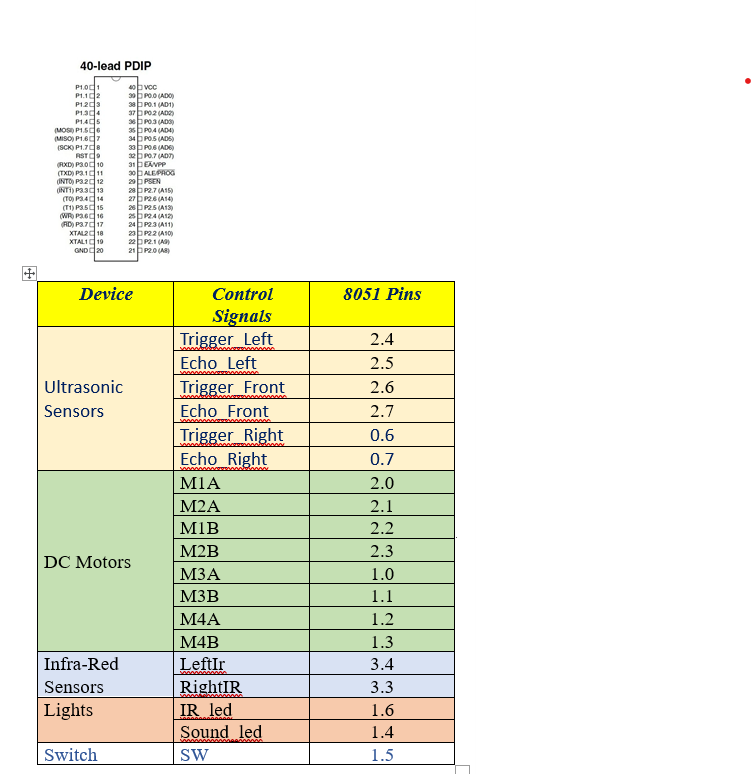 40-lead PDIP
P1.0 1 40 VCC
P1.1 2 39 P0.0 (AD0)
P1.2 3 38 P0.1 (AD1)
P1.3 4 37 P0.2 (AD2)
P1.4 5 36 P0.3 (AD3)
(MOSI) P1.5 6 35 P0.4 (AD4)
(MISO) P1.6 7 34 P0.5 (AD5)
(SCK) P1.7 8 33 P0.6 (AD6)
RST 9 32 P0.7 (AD7)
(RXD) P3.0 10 31 EA/VPP
(TXD) P3.1 11 30 ALE/PROG
(INT0) P3.2 12 29 PSEN
(INT1) P3.3 13 28 P2.7 (A15)
(T0) P3.4 14 27 P2.6 (A14)
(T1) P3.5 15 26 P2.5 (A13)
(WR) P3.6 16 25 P2.4 (A12)
(RD) P3.7 17 24 P2.3 (A11)
XTAL2 18 23 P2.2 (A10)
XTAL1 19 22 P2.1 (A9)
GND 20 21 P2.0 (A8)
Device Control Signals 8051 Pins
Ultrasonic Sensors
Trigger_Left 2.4
Echo_Left 2.5
Trigger_Front 2.6
Echo_Front 2.7
Trigger_Right 0.6
Echo_Right 0.7
DC Motors
M1A 2.0
M2A 2.1
M1B 2.2
M2B 2.3
M3A 1.0
M3B 1.1
M4A 1.2
M4B 1.3
Infra-Red Sensors
LeftIr 3.4
RightIR 3.3
Lights
IR_led 1.6
Sound_led 1.4
Switch SW 1.5